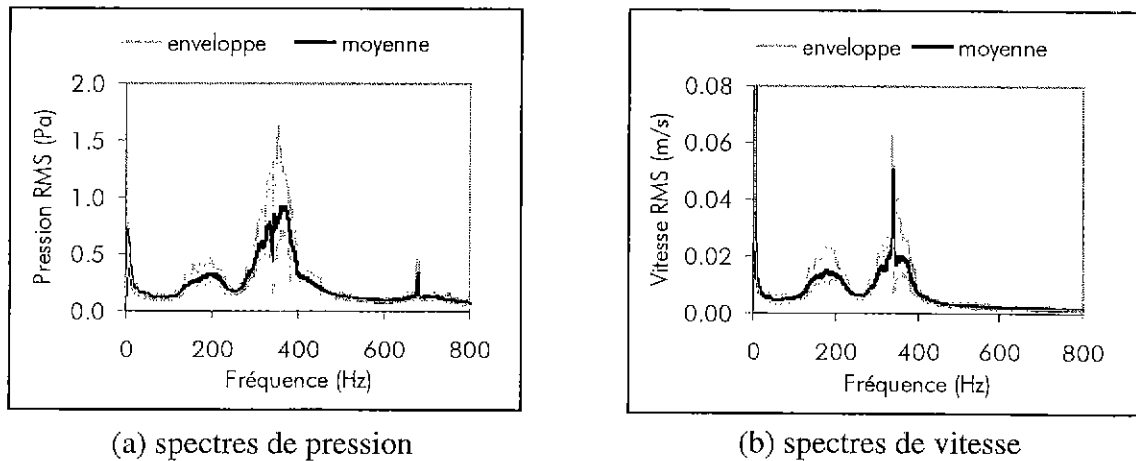 enveloppe moyenne
2.0
1.5
1.0
0.5
0.0
Pression RMS (Pa)
0 200 400 600 800
Fréquence (Hz)
(a) spectres de pression
enveloppe moyenne
0.08
0.06
0.04
0.02
0.00
Vitesse RMS (m/s)
0 200 400 600 800
Fréquence (Hz)
(b) spectres de vitesse